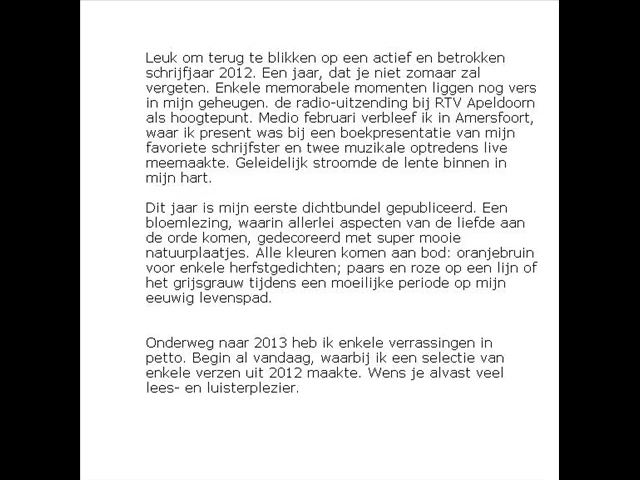 Leuk om terug te blikken op een actief en betrokken
schrijfjaar 2012. Een jaar, dat je niet zomaar zal
vergeten. Enkele memorabele momenten liggen nog vers
in mijn geheugen. de radio-uitzending bij RTV Apeldoorn
als hoogtepunt. Medio februari verbleef ik in Amersfoort,
waar ik present was bij een boekpresentatie van mijn
favoriete schrijfster en twee muzikale optredens live
meemaakte. Geleidelijk stroomde de lente binnen in
mijn hart.
Dit jaar is mijn eerste dichtbundel gepubliceerd. Een
bloemlezing, waarin allerlei aspecten van de liefde aan
de orde komen, gedecoreerd met super mooie
natuurplaatjes. Alle kleuren komen aan bod: oranjebruin
voor enkele herfstgedichten; paars en roze op een lijn of
het grijsgrauw tijdens een moeilijke periode op mijn
eeuwig levenspad.
Onderweg naar 2013 heb ik enkele verrassingen in
petto. Begin al vandaag, waarbij ik een selectie van
enkele verzen uit 2012 maakte. Wens je alvast veel
lees- en luisterplezier.